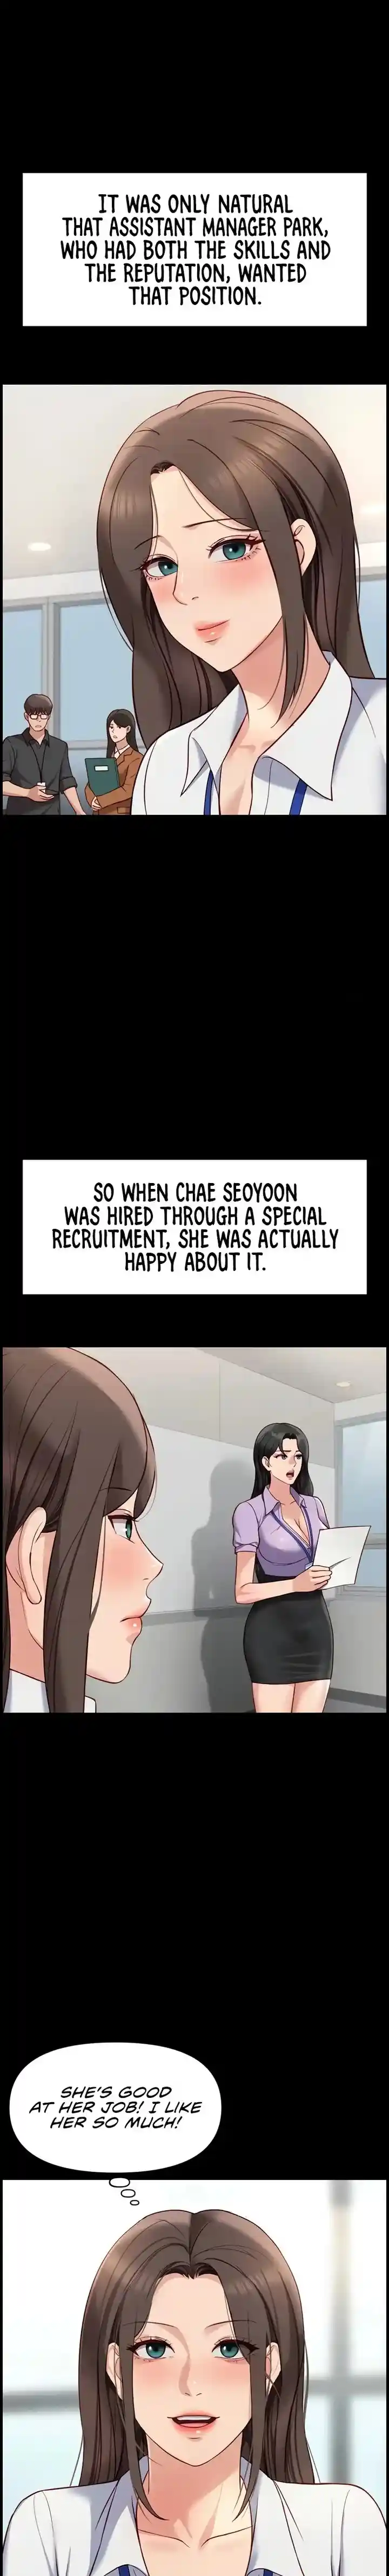 IT WAS ONLY NATURAL
THAT ASSISTANT MANAGER PARK,
WHO HAD BOTH THE SKILLS AND
THE REPUTATION, WANTED
THAT POSITION.
SO WHEN CHAE SEOYOON
WAS HIRED THROUGH A SPECIAL
RECRUITMENT, SHE WAS ACTUALLY
HAPPY ABOUT IT.
SHE'S GOOD
AT HER JOB! I LIKE
HER SO MUCH!